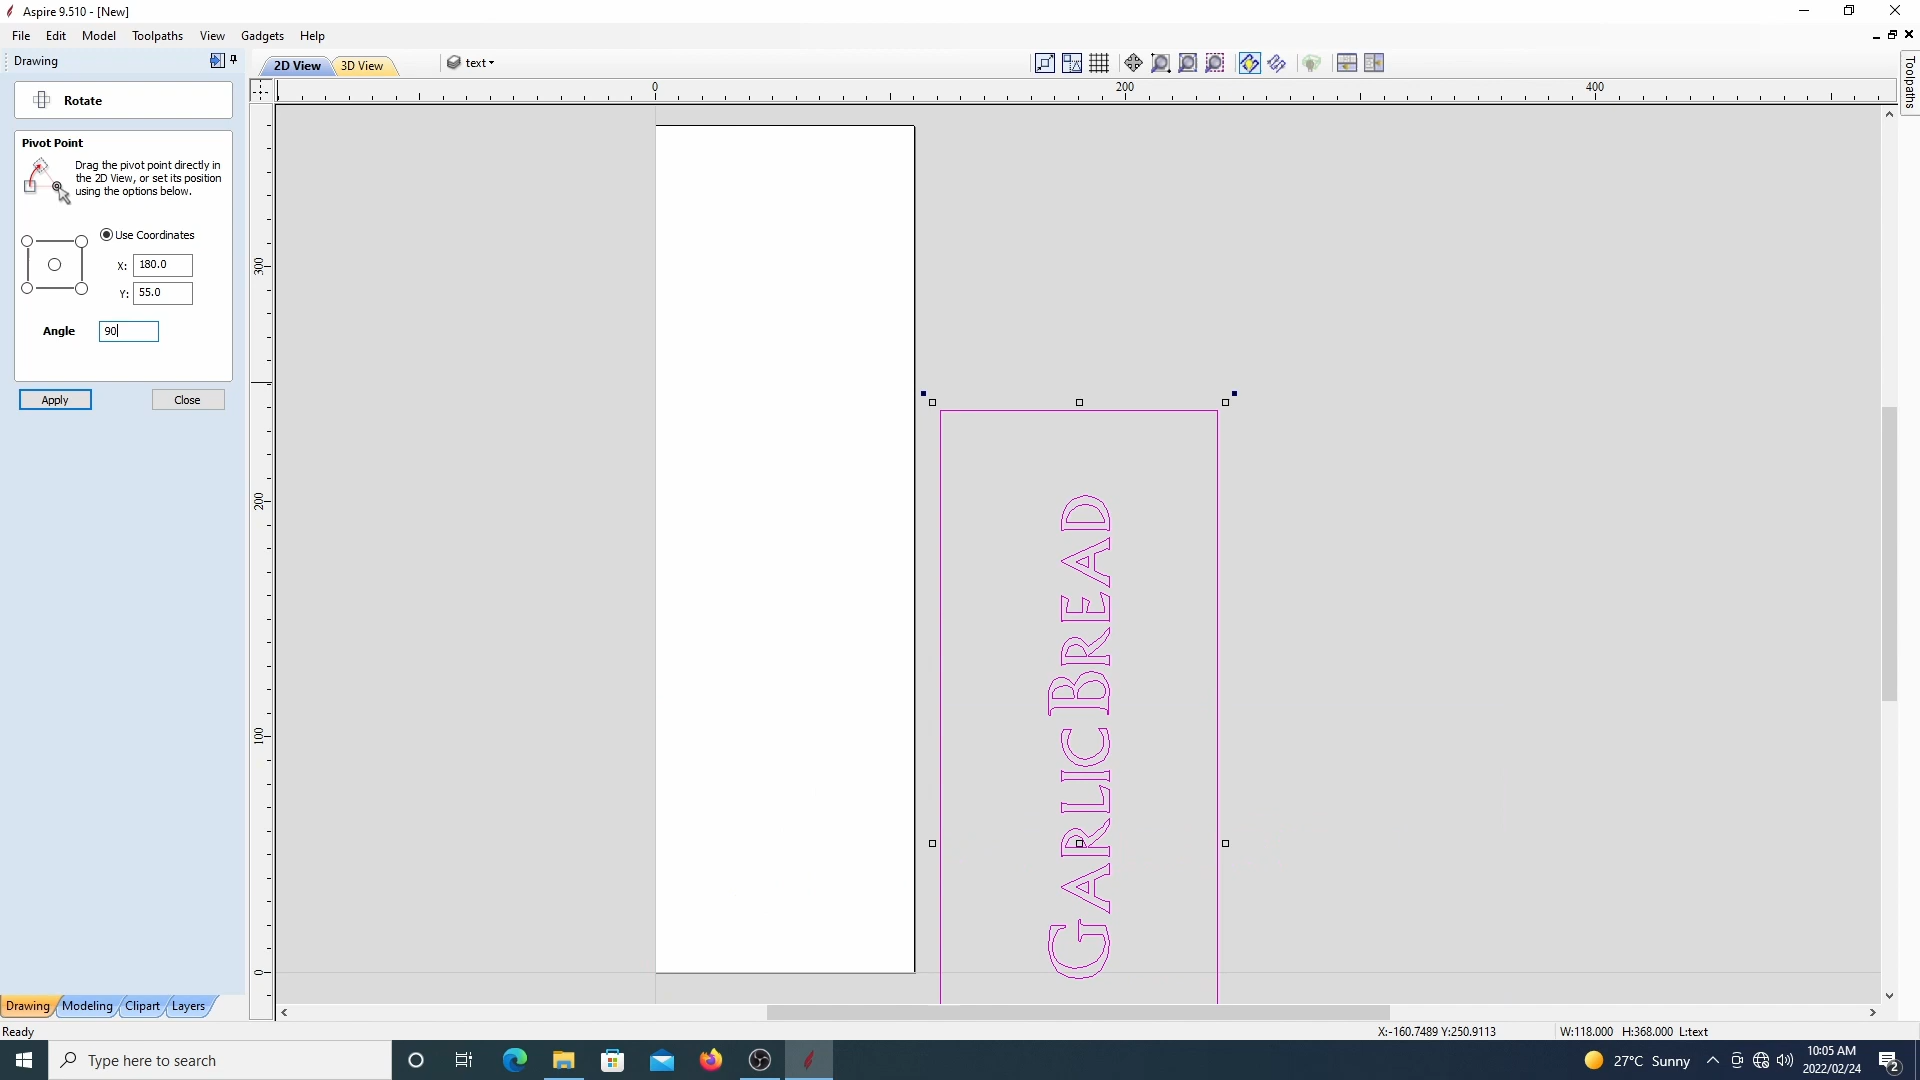 Aspire 9.510 - [New]
File Edit Model Toolpaths View Gadgets Help
Drawing
2D View 3D View text
Toolpaths
Rotate
0 200 400
Pivot Point
Drag the pivot point directly in
the 2D View, or set its position
using the options below.
Use Coordinates
X: 180.0
Y: 55.0
Angle 90
Apply Close
300
200
100
0
GARLIC BREAD
Drawing Modeling Clipart Layers
Ready
X:-160.7489 Y:250.9113
W:118.000 H:368.000 L:text
Type here to search
27°C Sunny
10:05 AM
2022/02/24
2